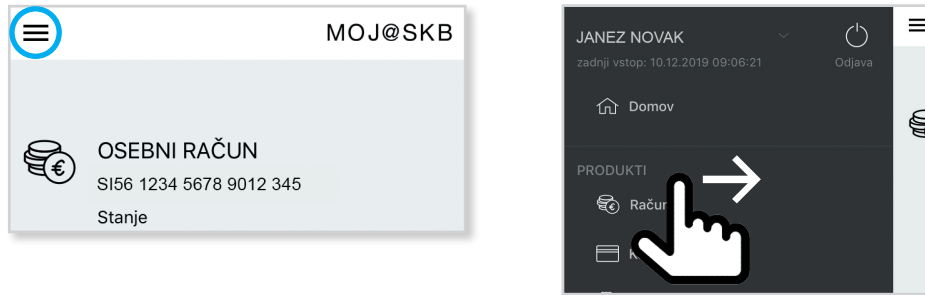 MOJ@SKB
OSEBNI RAČUN
SI56 1234 5678 9012 345
Stanje
JANEZ NOVAK
zadnji vstop: 10.12.2019 09:06:21
Odjava
Domov
PRODUKTI